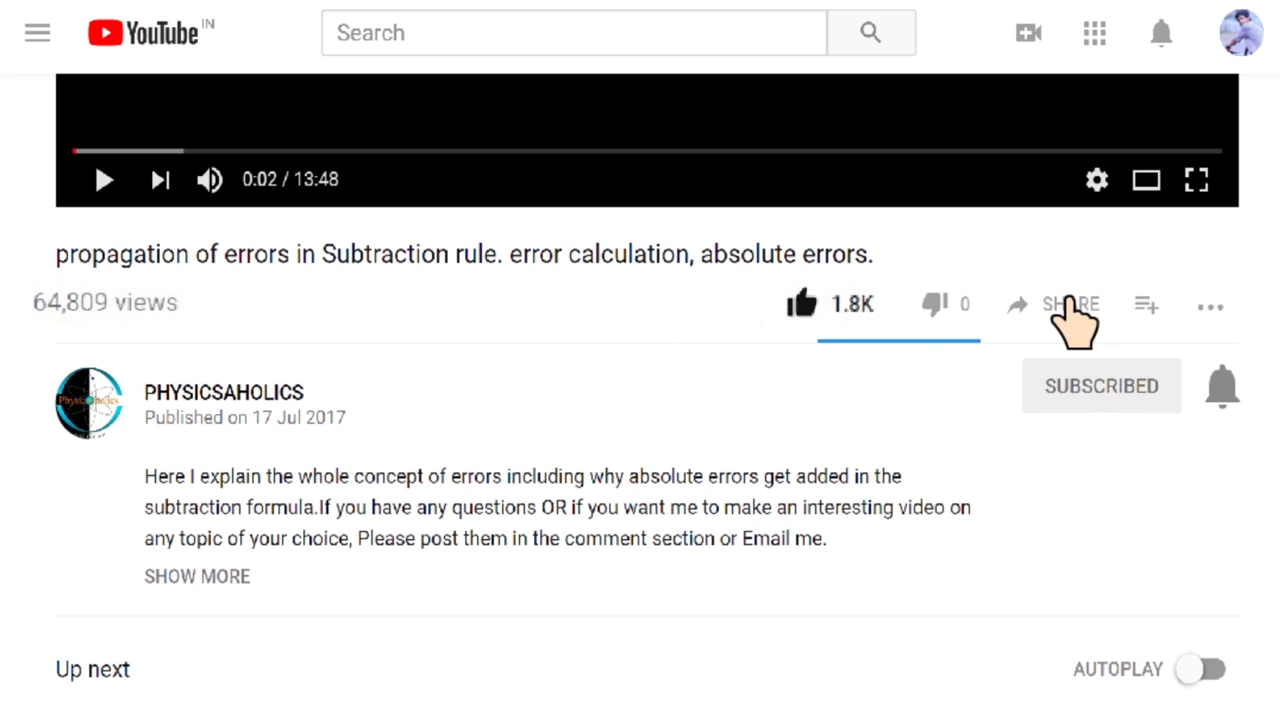 YouTube IN
Search
0:02 / 13:48
propagation of errors in Subtraction rule. error calculation, absolute errors.
64,809 views
1.8K 0 SHARE
PHYSICSAHOLICS
SUBSCRIBED
Published on 17 Jul 2017
Here I explain the whole concept of errors including why absolute errors get added in the
subtraction formula.If you have any questions OR if you want me to make an interesting video on
any topic of your choice, Please post them in the comment section or Email me.
SHOW MORE
Up next
AUTOPLAY